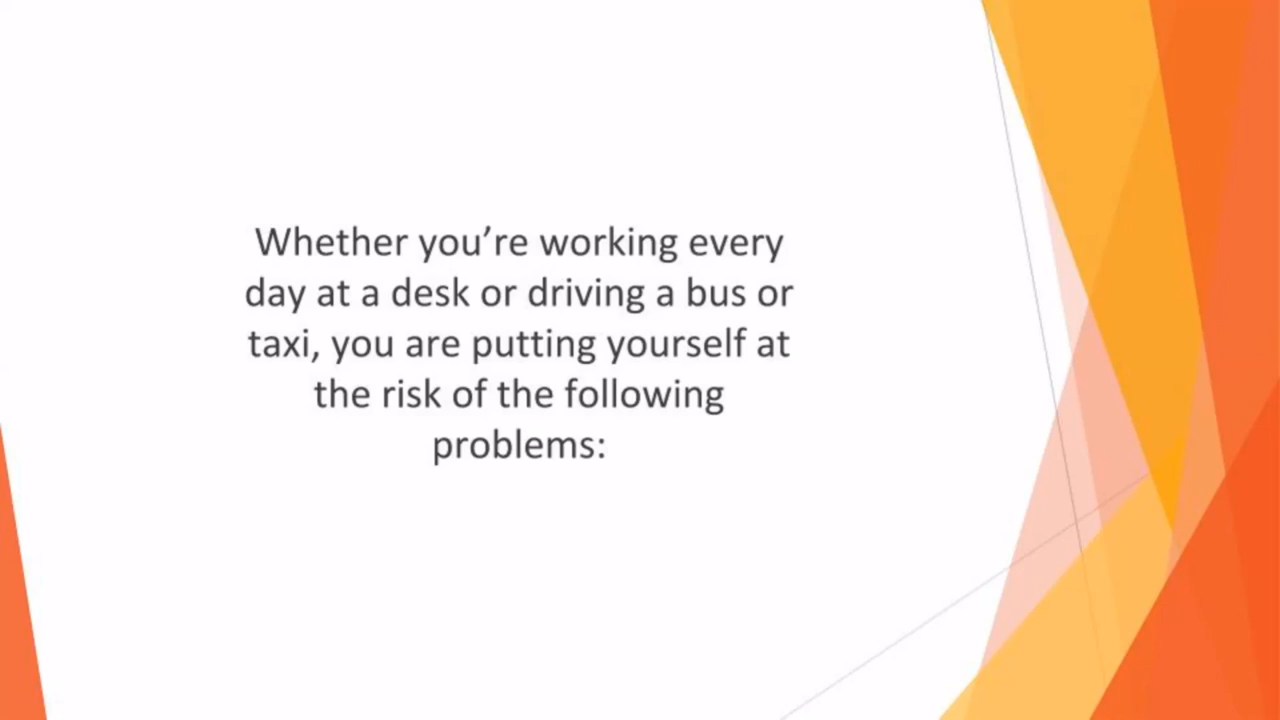 Whether you’re working every
day at a desk or driving a bus or
taxi, you are putting yourself at
the risk of the following
problems: